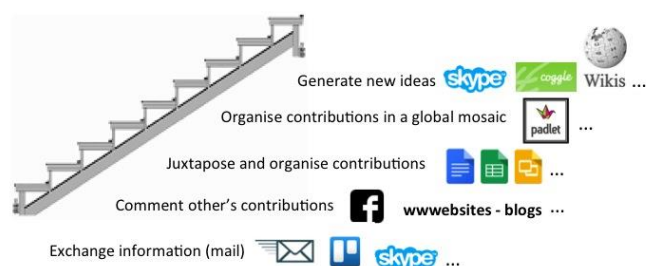 Generate new ideas skype coggle Wikis ...
Organise contributions in a global mosaic padlet ...
Juxtapose and organise contributions ...
Comment other's contributions f wwwebsites - blogs ...
Exchange information (mail) skype ...